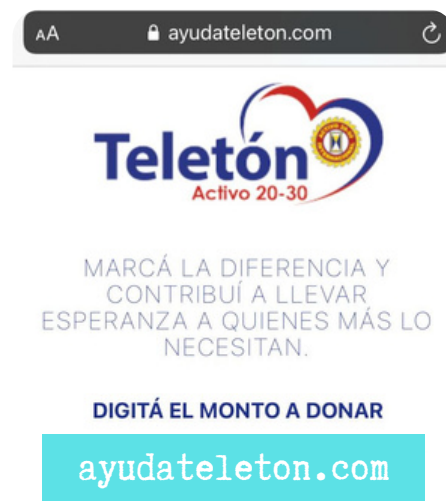 AA ayudateleton.com
Teletón
Activo 20-30
MARCÁ LA DIFERENCIA Y
CONTRIBUÍ A LLEVAR
ESPERANZA A QUIENES MÁS LO
NECESITAN.
DIGITÁ EL MONTO A DONAR
ayudateleton.com